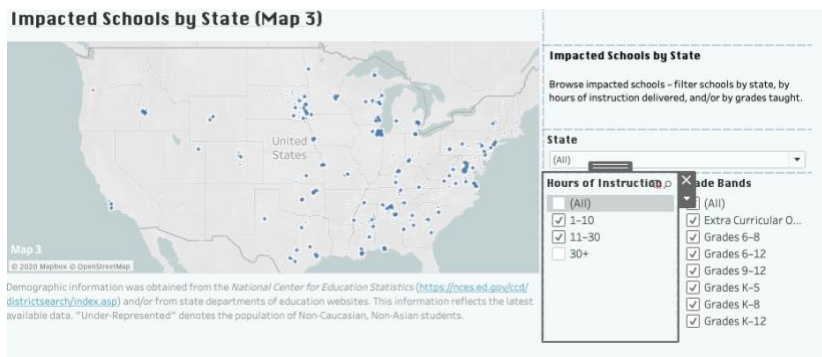 Impacted Schools by State (Map 3)
United
States
Map 3
© 2020 Mapbox © OpenStreetMap
Demographic information was obtained from the National Center for Education Statistics (https://nces.ed.gov/ccd/
districtsearch/index.asp) and/or from state departments of education websites. This information reflects the latest
available data. "Under-Represented" denotes the population of Non-Caucasian, Non-Asian students.
Impacted Schools by State
Browse impacted schools – filter schools by state, by
hours of instruction delivered, and/or by grades taught.
State
(All)
Hours of Instruction
(All)
1-10
11-30
30+
ade Bands
(All)
Extra Curricular O...
Grades 6-8
Grades 6-12
Grades 9-12
Grades K-5
Grades K-8
Grades K-12